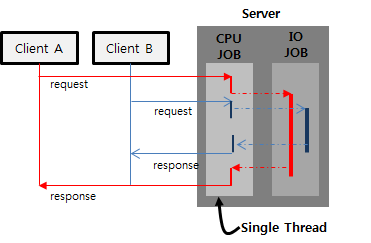 Server
Client A
Client B
CPU
JOB
IO
JOB
request
request
response
response
Single Thread